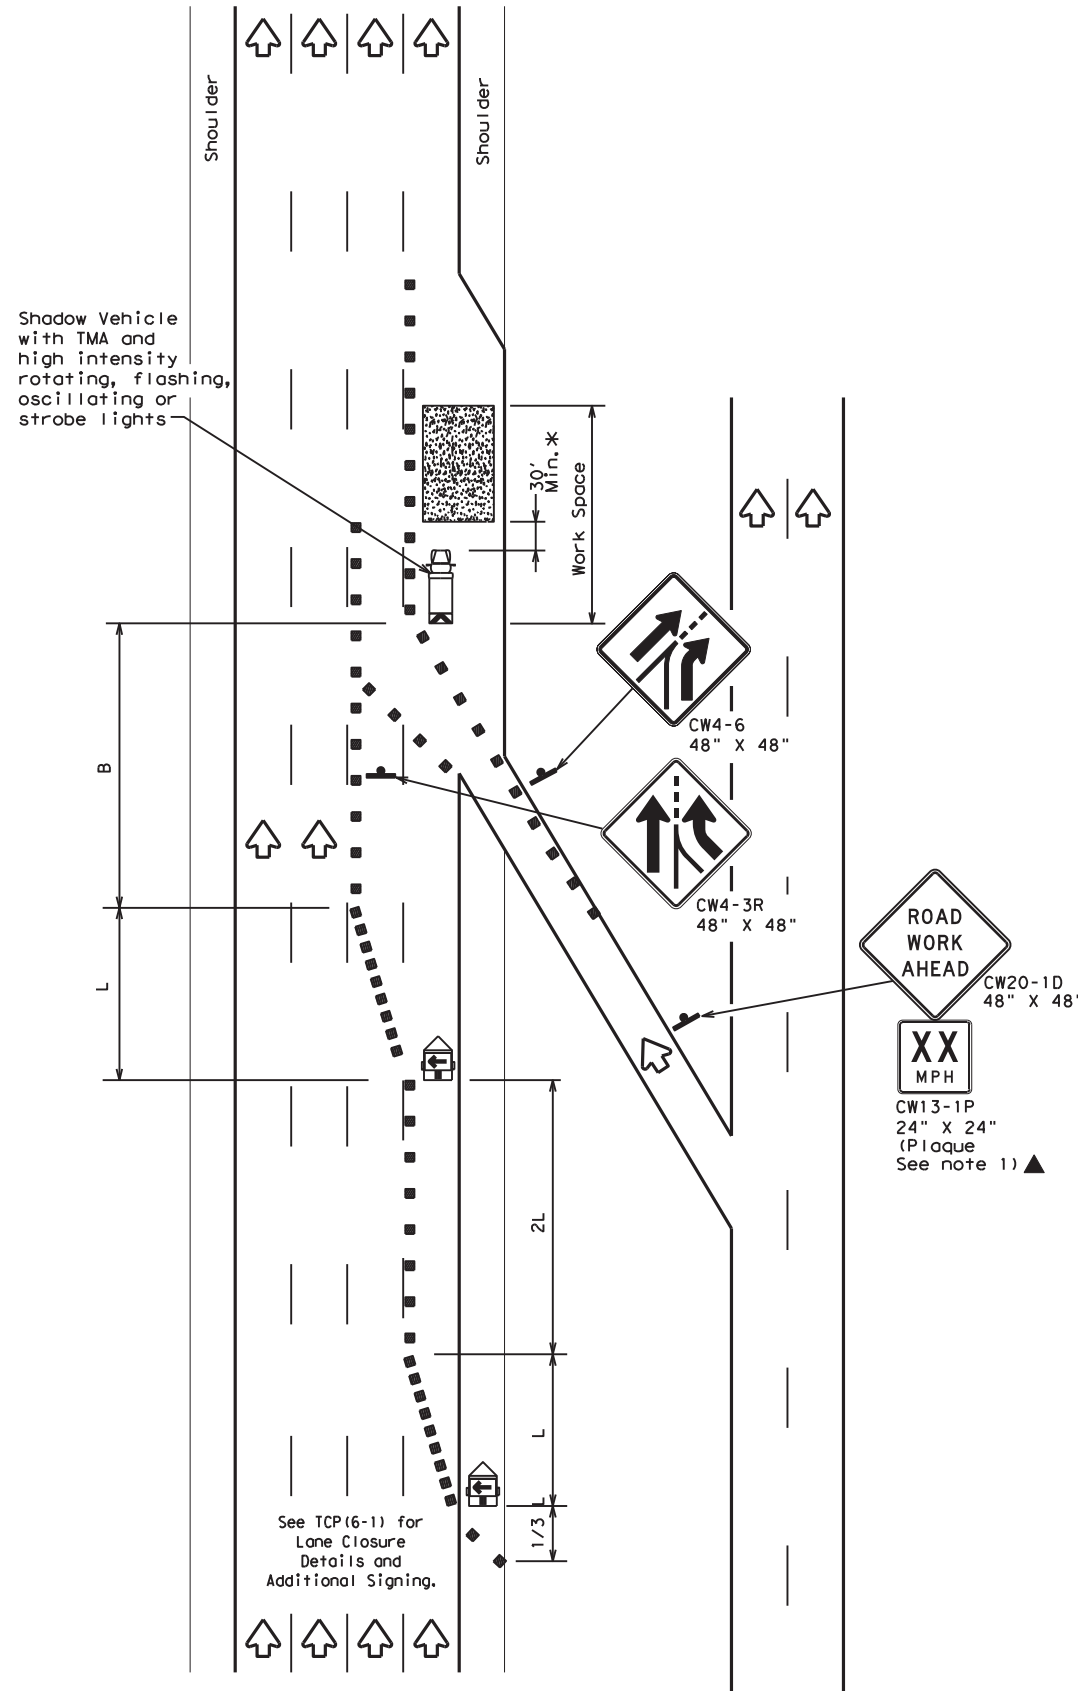 Shoulder
Shoulder
Shadow Vehicle
with TMA and
high intensity
rotating, flashing,
oscillating or
strobe lights
30'
Min.*
Work Space
CW4-6
48" X 48"
B
CW4-3R
48" X 48"
L
ROAD
WORK
AHEAD
CW20-1D
48" X 48"
XX
MPH
CW13-1P
24" X 24"
(Plaque
See note 1) ▲
2L
L
1/3 L
See TCP(6-1) for
Lane Closure
Details and
Additional Signing.